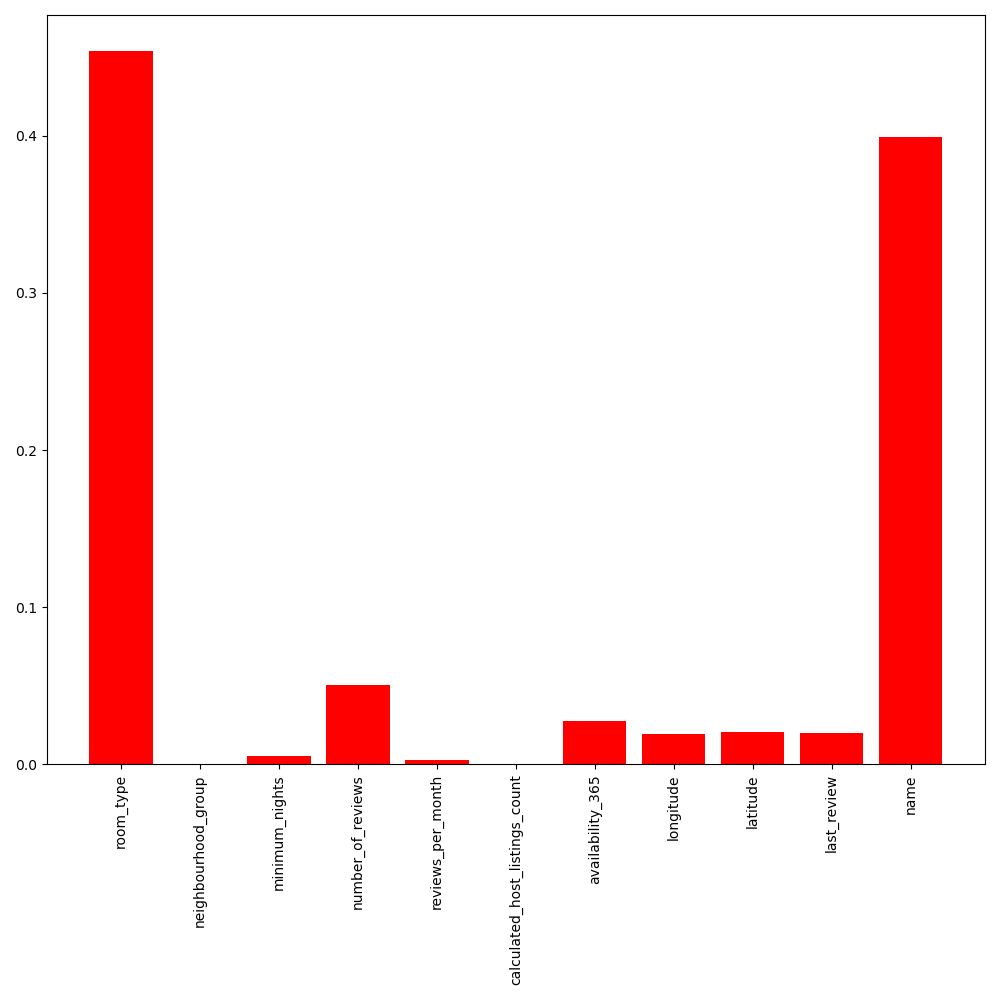 0.4
0.3
0.2
0.1
0.0
room_type
neighbourhood_group
minimum_nights
number_of_reviews
reviews_per_month
calculated_host_listings_count
availability_365
longitude
latitude
last_review
name